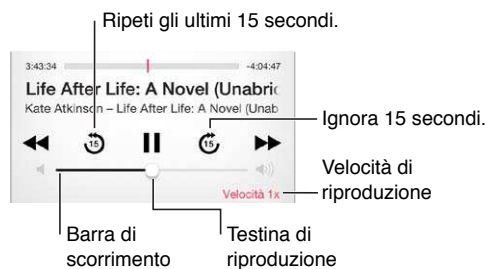 Ripeti gli ultimi 15 secondi.
3:43:34
-4:04:47
Life After Life: A Novel (Unabric
Kate Atkinson – Life After Life: A Novel (Unab
15
15
Ignora 15 secondi.
Velocità 1x
Velocità di
riproduzione
Barra di
scorrimento
Testina di
riproduzione